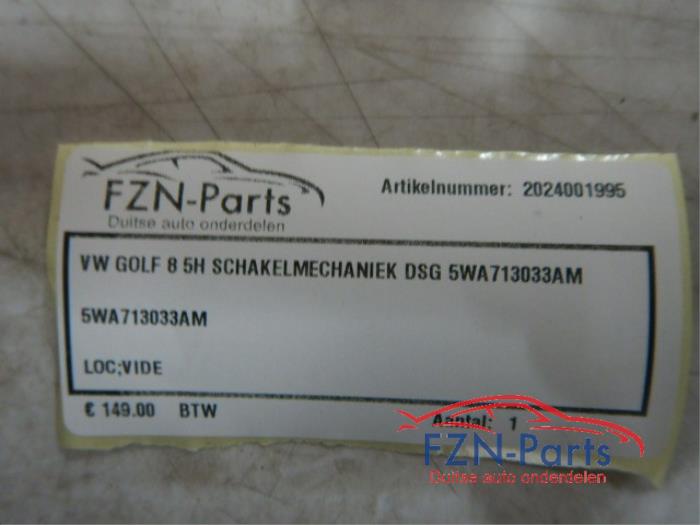 FZN-Parts
Duitse auto onderdelen
Artikelnummer: 2024001995
VW GOLF 8 5H SCHAKELMECHANIEK DSG 5WA713033AM
5WA713033AM
LOC;VIDE
€ 149.00 BTW
Aantal: 1
FZN-Parts
Duitse auto onderdelen